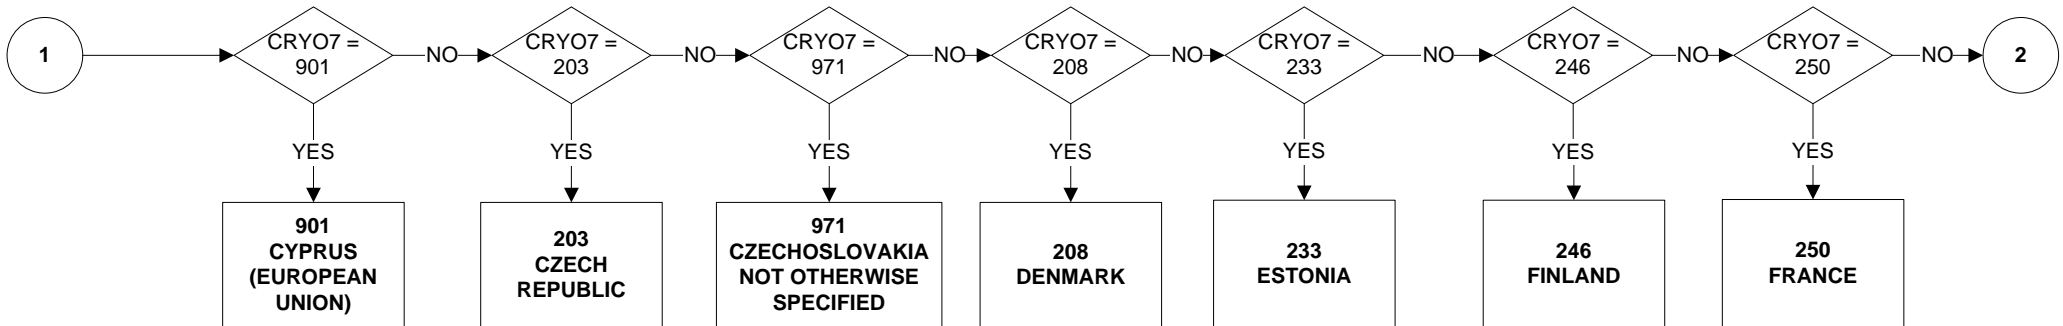 1
CRYO7 =
901
NO
CRYO7 =
203
NO
CRYO7 =
971
NO
CRYO7 =
208
NO
CRYO7 =
233
NO
CRYO7 =
246
NO
CRYO7 =
250
NO
2
YES
YES
YES
YES
YES
YES
YES
901
CYPRUS
(EUROPEAN
UNION)
203
CZECH
REPUBLIC
971
CZECHOSLOVAKIA
NOT OTHERWISE
SPECIFIED
208
DENMARK
233
ESTONIA
246
FINLAND
250
FRANCE